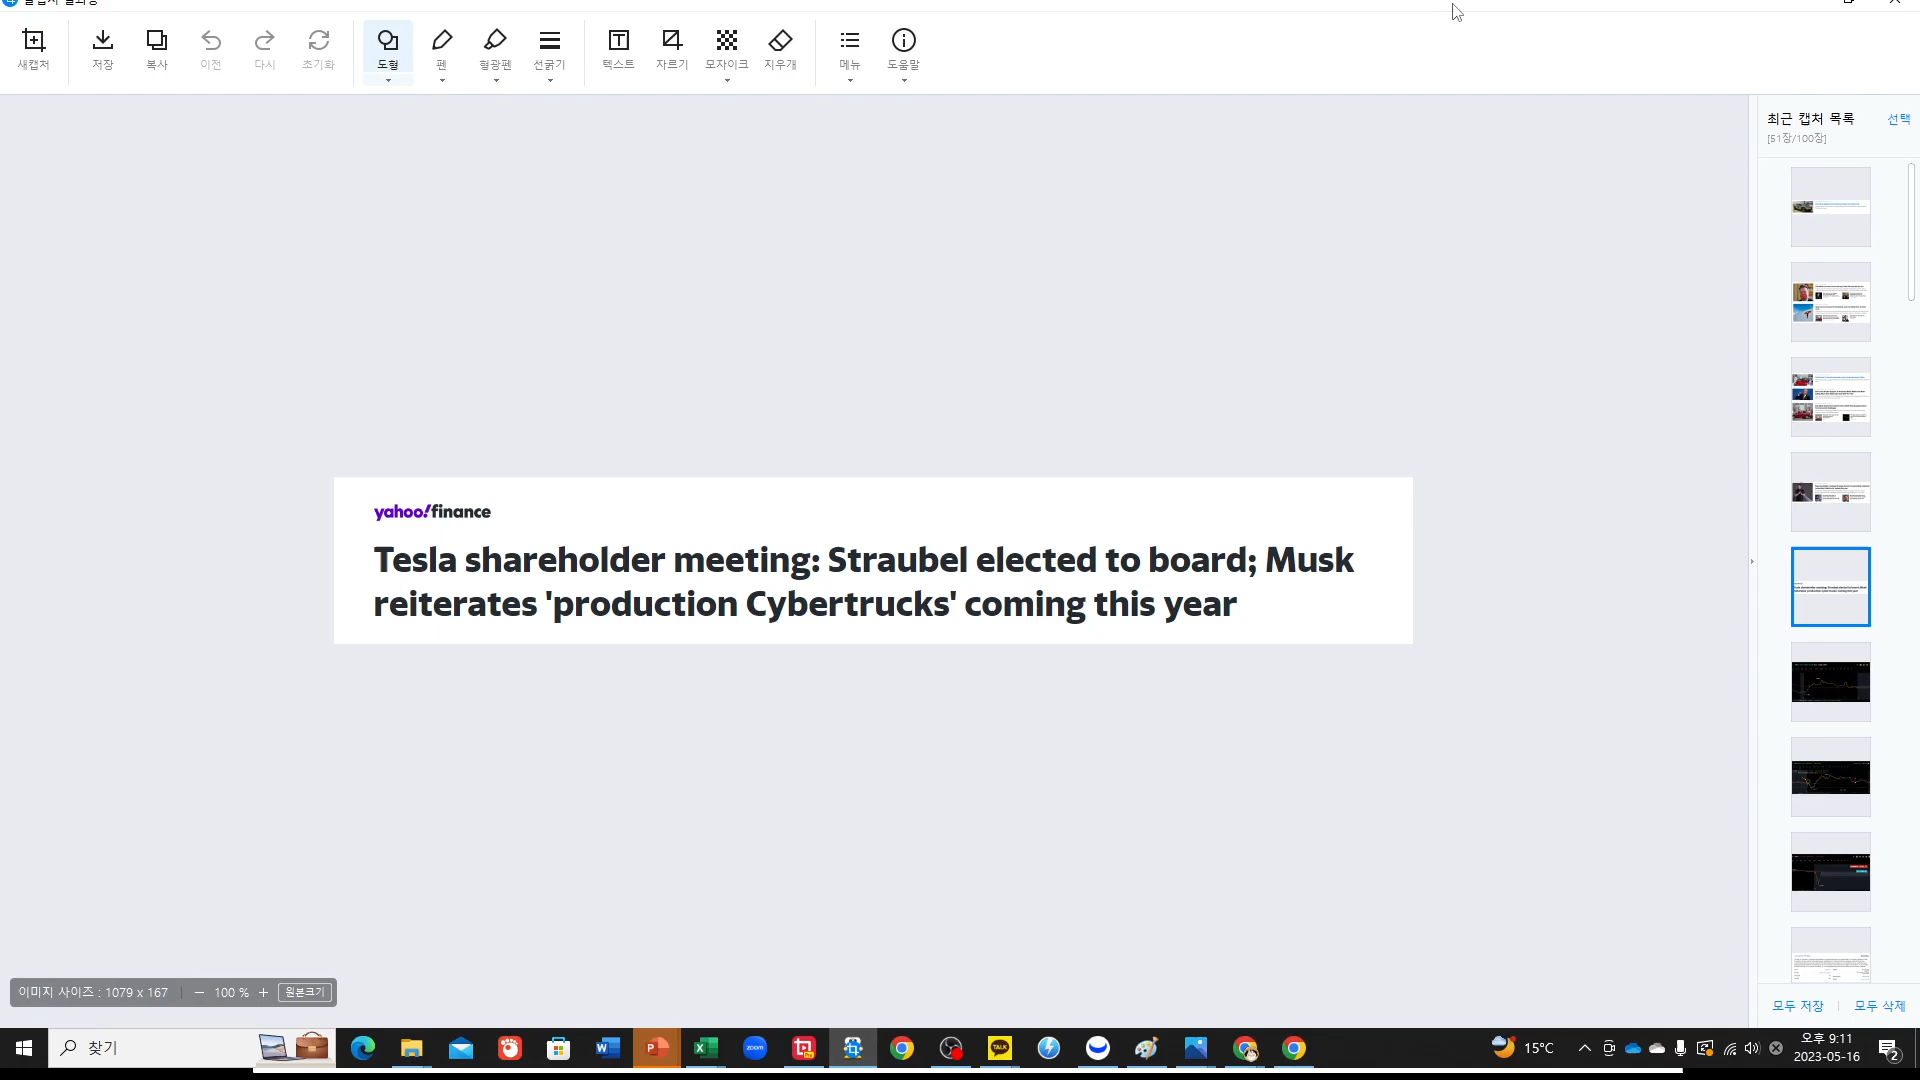 새캡처
저장
복사
이전
다시
초기화
도형
펜
형광펜
선굵기
텍스트
자르기
모자이크
지우개
메뉴
도움말
최근 캡처 목록
선택
[51장/100장]
yahoo!finance
Tesla shareholder meeting: Straubel elected to board; Musk
reiterates 'production Cybertrucks' coming this year
이미지 사이즈 : 1079 x 167
100 %
원본크기
모두 저장
모두 삭제
찾기
zoom
TALK
15°C
오후 9:11
2023-05-16
2